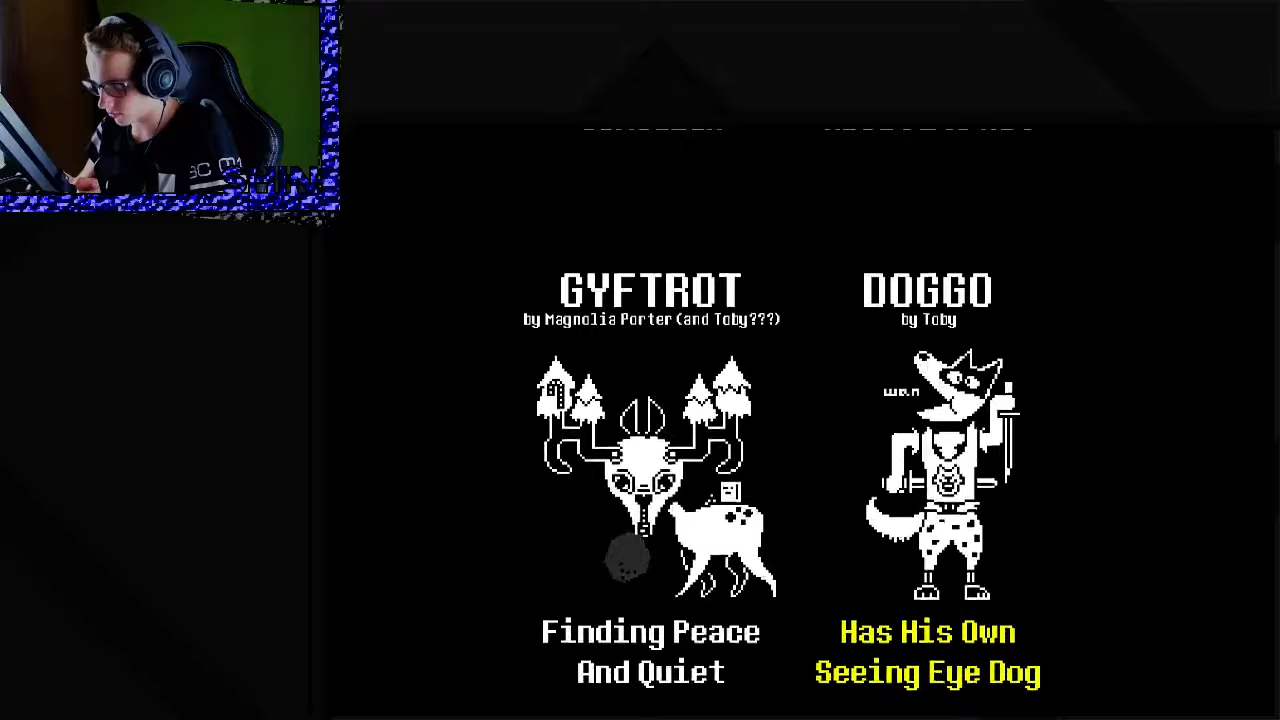 GYFTROT
by Magnolia Porter (and Toby???)
Finding Peace
And Quiet
DOGGO
by Toby
wan
Has His Own
Seeing Eye Dog